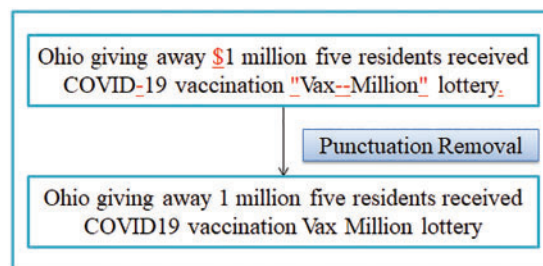 Ohio giving away $1 million five residents received
COVID-19 vaccination "Vax--Million" lottery.
Punctuation Removal
Ohio giving away 1 million five residents received
COVID19 vaccination Vax Million lottery